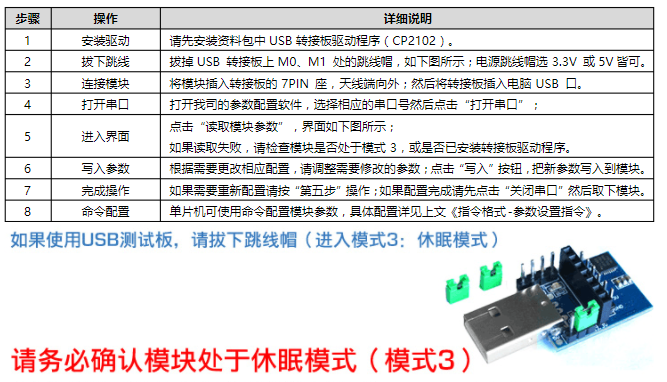 步骤 操作 详细说明
1 安装驱动 请先安装资料包中 USB 转接板驱动程序（CP2102）。
2 拔下跳线 拔掉 USB 转接板上 M0、M1 处的跳线帽，如下图所示；电源跳线帽选 3.3V 或 5V 皆可。
3 连接模块 将模块插入转接板的 7PIN 座，天线端向外；然后将转接板插入电脑 USB 口。
4 打开串口 打开我司的参数配置软件，选择相应的串口号然后点击“打开串口”；
5 进入界面 点击“读取模块参数”，界面如下图所示；
如果读取失败，请检查模块是否处于模式 3，或是否已安装转接板驱动程序。
6 写入参数 根据需要更改相应配置，请调整需要修改的参数；点击“写入”按钮，把新参数写入到模块。
7 完成操作 如果需要重新配置请按“第五步”操作；如果配置完成请先点击“关闭串口”然后取下模块。
8 命令配置 单片机可使用命令配置模块参数，具体配置详见上文《指令格式-参数设置指令》。
如果使用USB测试板，请拔下跳线帽（进入模式3：休眠模式）
请务必确认模块处于休眠模式（模式3）